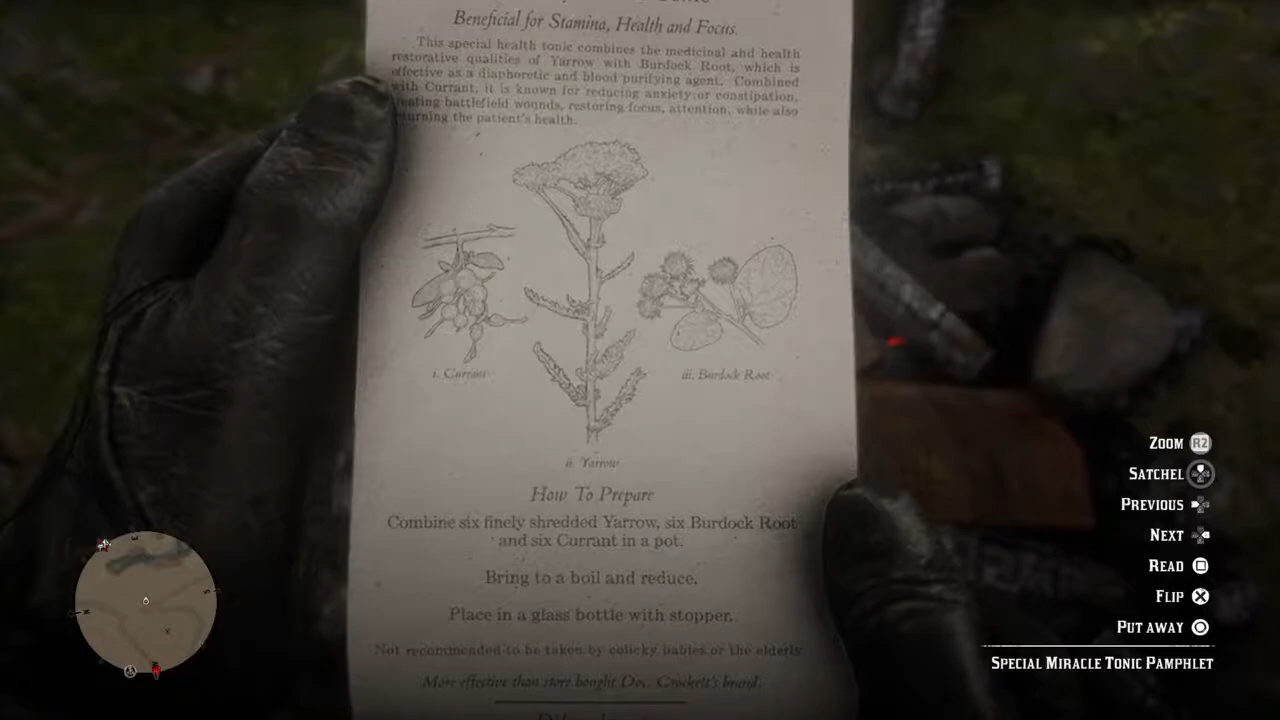 Beneficial for Stamina, Health and Focus.
This special health tonic combines the medicinal and health
restorative qualities of Yarrow with Burdock Root, which is
effective as a diaphoretic and blood purifying agent. Combined
with Currant, it is known for reducing anxiety or constipation,
treating battlefield wounds, restoring focus, attention, while also
the patient's health.
i. Currant
iii. Burdock Root
ii. Yarrow
How To Prepare
Combine six finely shredded Yarrow, six Burdock Root
and six Currant in a pot.
Bring to a boil and reduce.
Place in a glass bottle with stopper.
Not recommended to be taken by colicky babies or the elderly
More effective than store bought Doc. Crockett's brand.
ZOOM R2
SATCHEL
PREVIOUS
NEXT
READ
FLIP
PUT AWAY
SPECIAL MIRACLE TONIC PAMPHLET